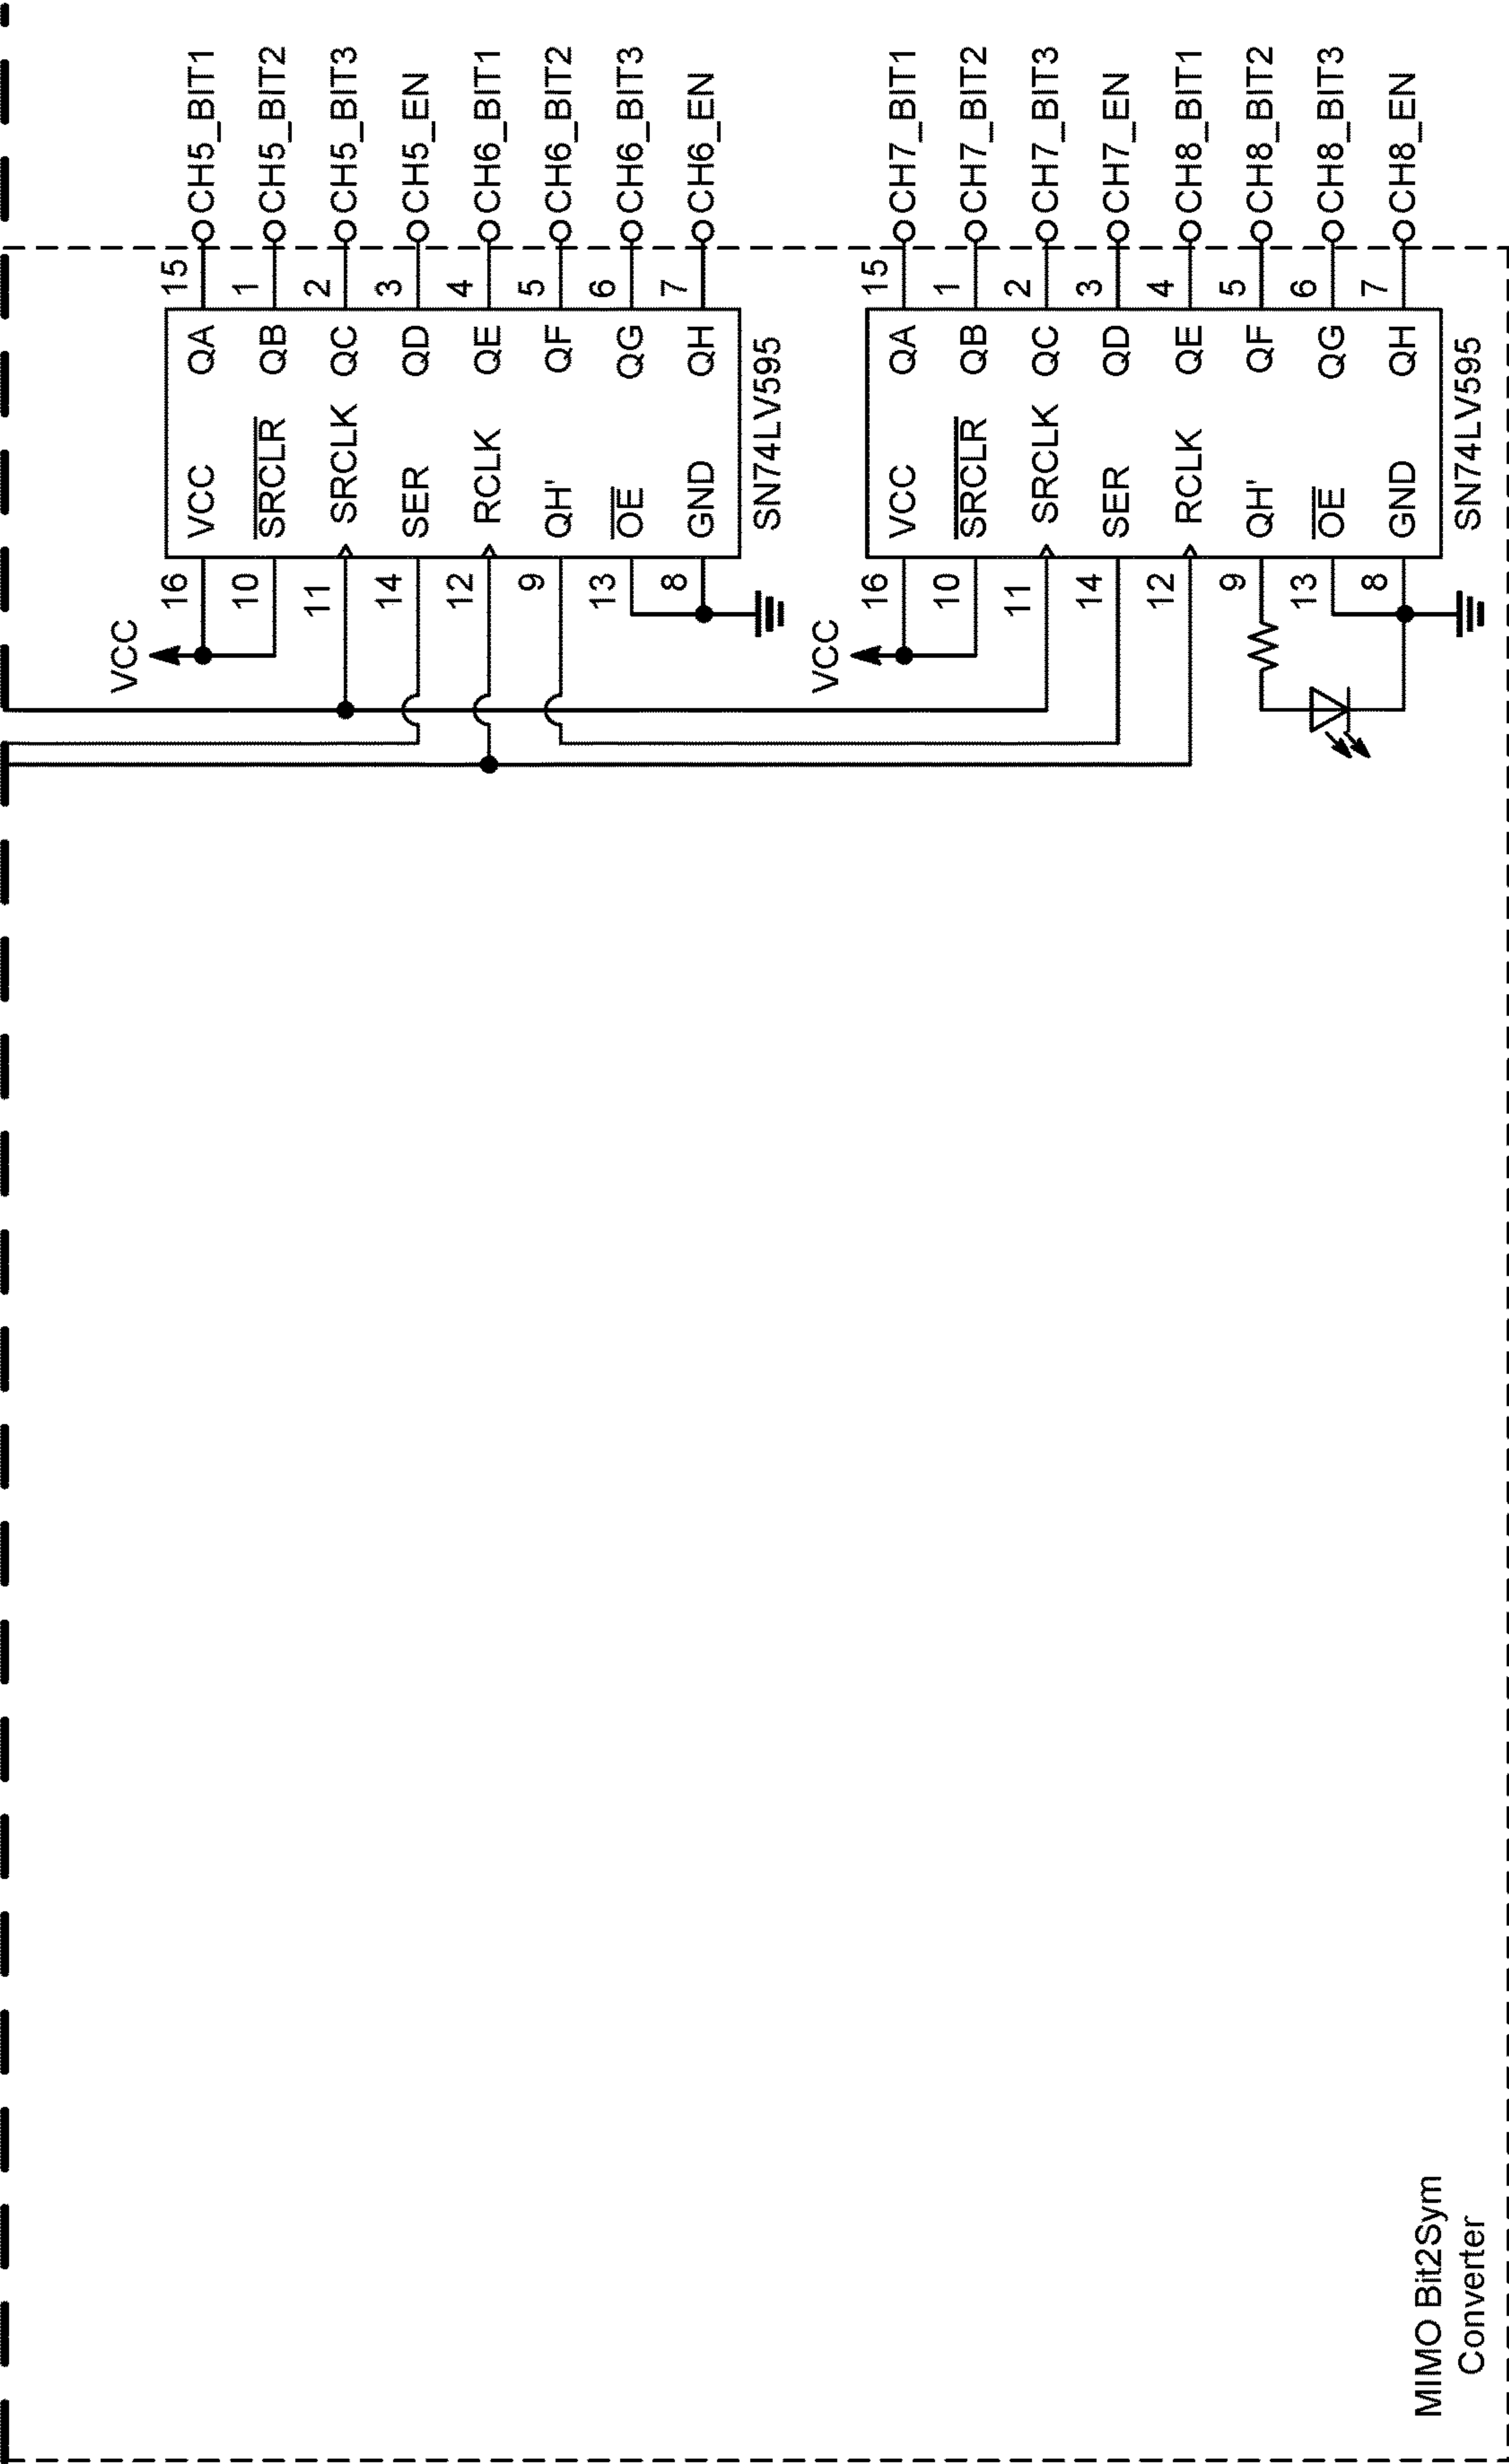 VCC
16 VCC QA 15 CH5_BIT1
10 SRCLR QB 1 CH5_BIT2
11 SRCLK QC 2 CH5_BIT3
14 SER QD 3 CH5_EN
12 RCLK QE 4 CH6_BIT1
9 QH' QF 5 CH6_BIT2
13 OE QG 6 CH6_BIT3
8 GND QH 7 CH6_EN
SN74LV595
VCC
16 VCC QA 15 CH7_BIT1
10 SRCLR QB 1 CH7_BIT2
11 SRCLK QC 2 CH7_BIT3
14 SER QD 3 CH7_EN
12 RCLK QE 4 CH8_BIT1
9 QH' QF 5 CH8_BIT2
13 OE QG 6 CH8_BIT3
8 GND QH 7 CH8_EN
SN74LV595
MIMO Bit2Sym
Converter